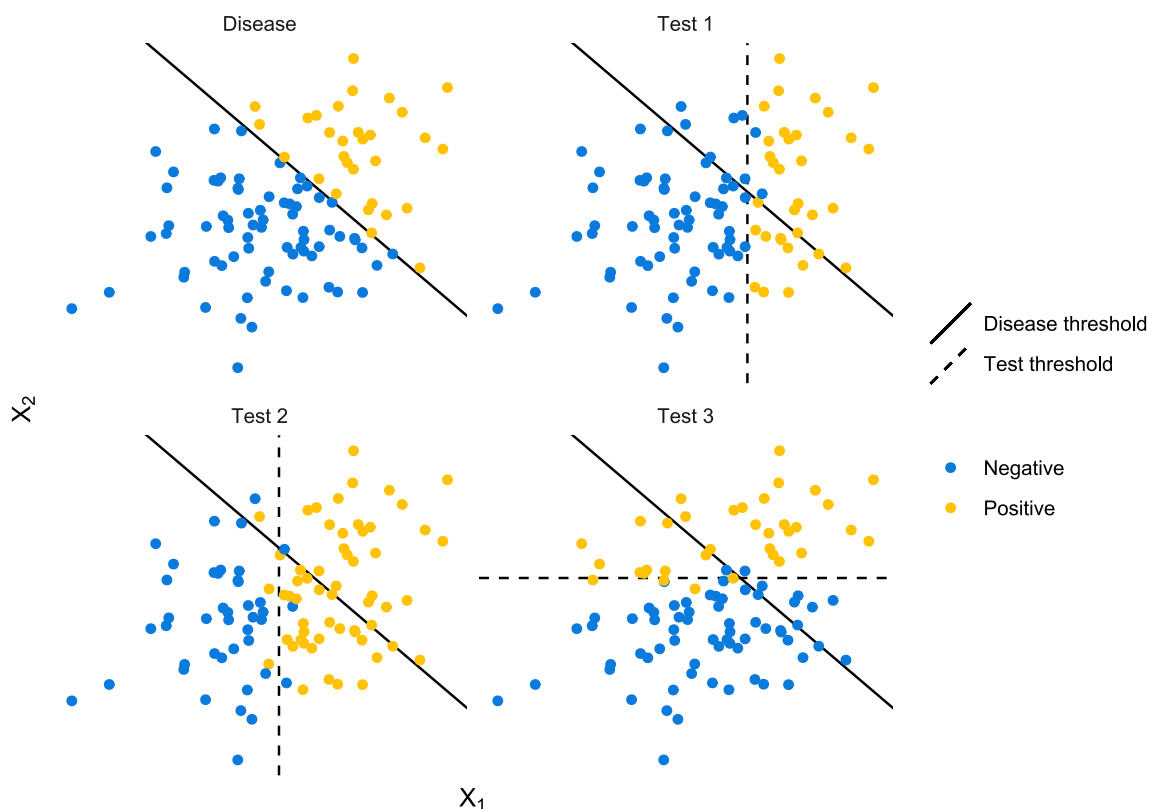 Disease
Test 1
Disease threshold
Test threshold
X₂
Test 2
Test 3
Negative
Positive
X₁